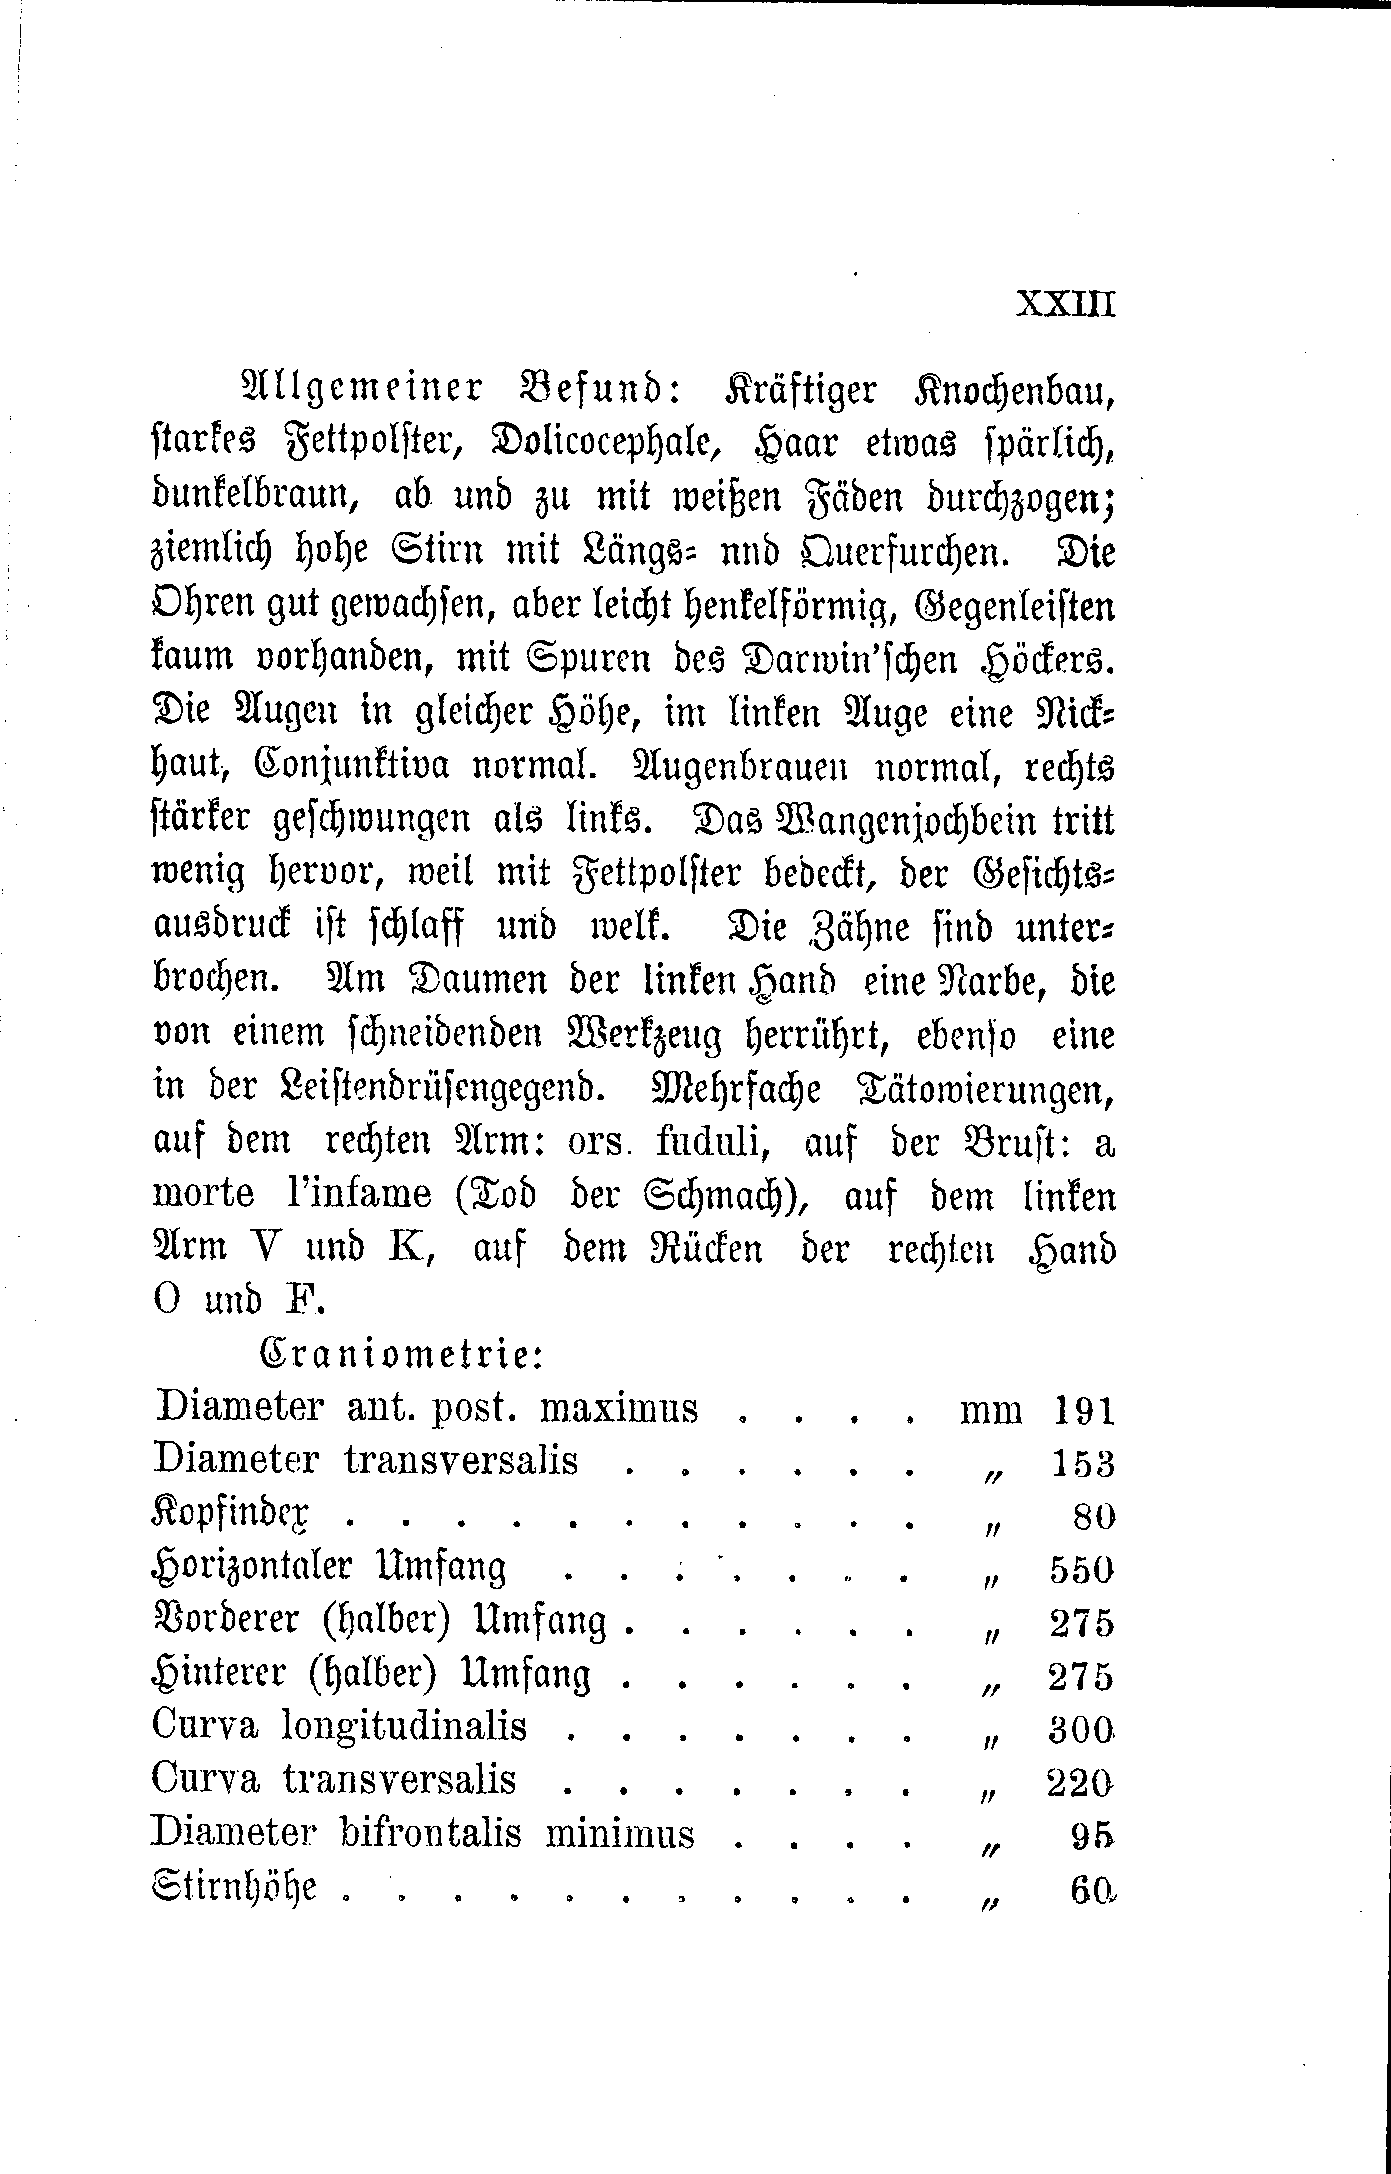 XXIII
Allgemeiner Befund: Kräftiger Knochenbau,
starkes Fettpolster, Dolicocephale, Haar etwas spärlich,
dunkelbraun, ab und zu mit weißen Fäden durchzogen;
ziemlich hohe Stirn mit Längs- nnd Querfurchen. Die
Ohren gut gewachsen, aber leicht henkelförmig, Gegenleisten
kaum vorhanden, mit Spuren des Darwin'schen Höckers.
Die Augen in gleicher Höhe, im linken Auge eine Nick-
haut, Conjunktiva normal. Augenbrauen normal, rechts
stärker geschwungen als links. Das Wangenjochbein tritt
wenig hervor, weil mit Fettpolster bedeckt, der Gesichts-
ausdruck ist schlaff und welk. Die Zähne sind unter-
brochen. Am Daumen der linken Hand eine Narbe, die
von einem schneidenden Werkzeug herrührt, ebenso eine
in der Leistendrüsengegend. Mehrfache Tätowierungen,
auf dem rechten Arm: ors. fuduli, auf der Brust: a
morte l'infame (Tod der Schmach), auf dem linken
Arm V und K, auf dem Rücken der rechten Hand
O und F.
Craniometrie:
Diameter ant. post. maximus . . . . mm 191
Diameter transversalis . . . . . . „ 153
Kopfindex . . . . . . . . . . . „ 80
Horizontaler Umfang . . . . . . . „ 550
Vorderer (halber) Umfang . . . . . . „ 275
Hinterer (halber) Umfang . . . . . . „ 275
Curva longitudinalis . . . . . . . „ 300
Curva transversalis . . . . . . . „ 220
Diameter bifrontalis minimus . . . . „ 95
Stirnhöhe . . . . . . . . . . . „ 60